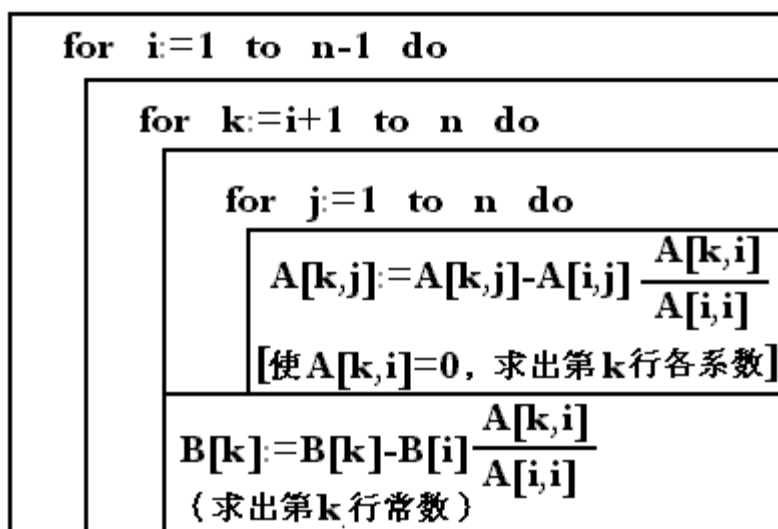 for i:=1 to n-1 do
for k:=i+1 to n do
for j:=1 to n do
A[k,j]:=A[k,j]-A[i,j] A[k,i]/A[i,i]
[使A[k,i]=0, 求出第k行各系数]
B[k]:=B[k]-B[i] A[k,i]/A[i,i]
(求出第k行常数)